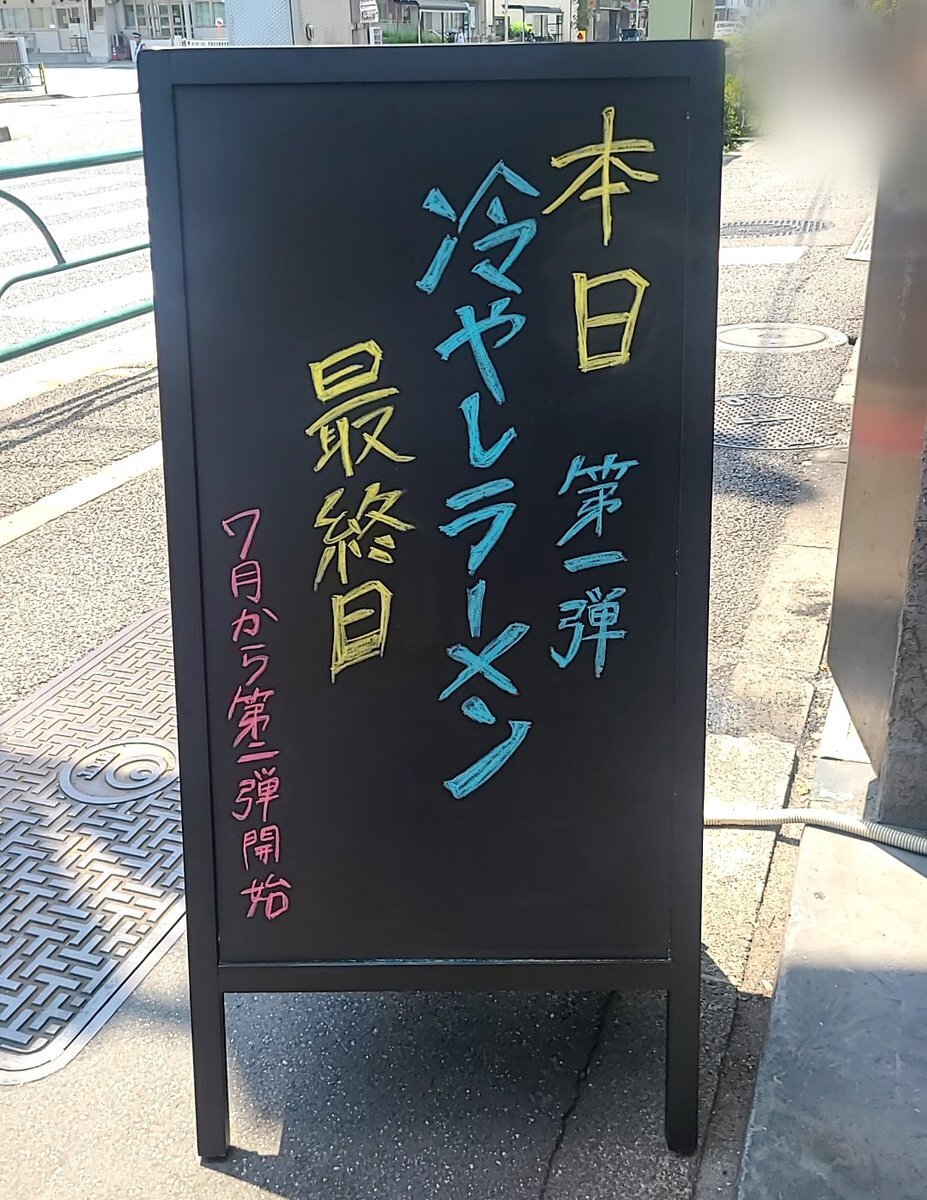 本日 第一弾
冷やしラーメン
最終日
7月から第二弾開始